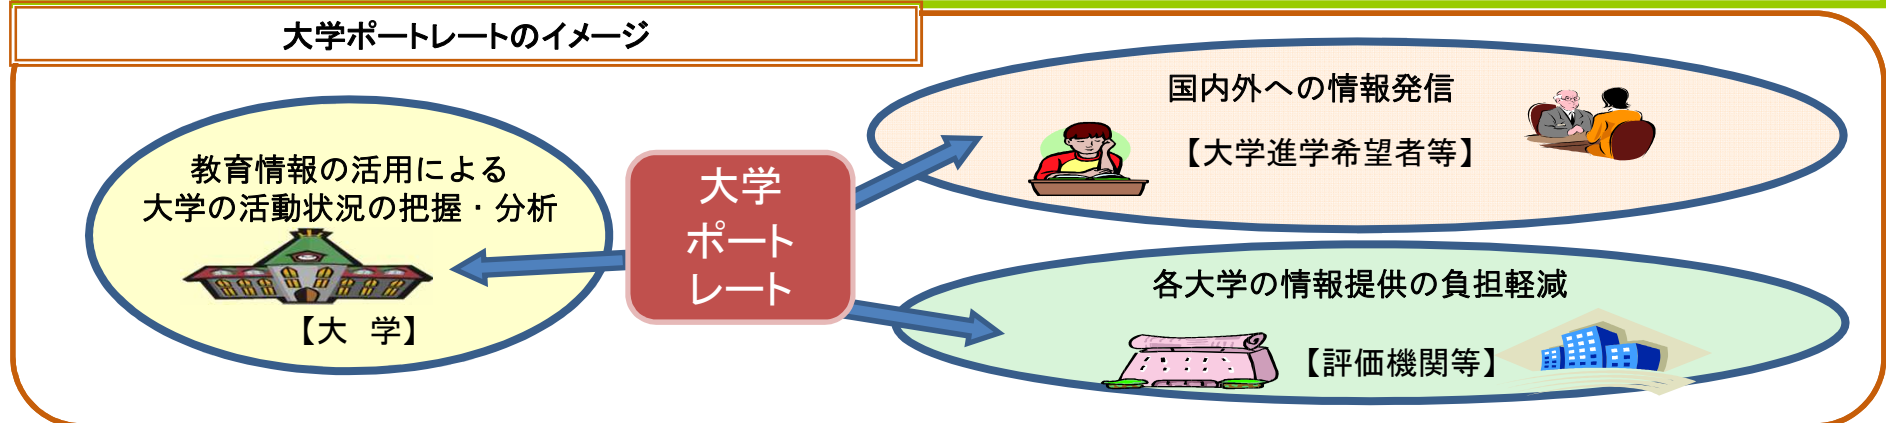 大学ポートレートのイメージ
教育情報の活用による
大学の活動状況の把握・分析
【大　学】
大学
ポート
レート
国内外への情報発信
【大学進学希望者等】
各大学の情報提供の負担軽減
【評価機関等】